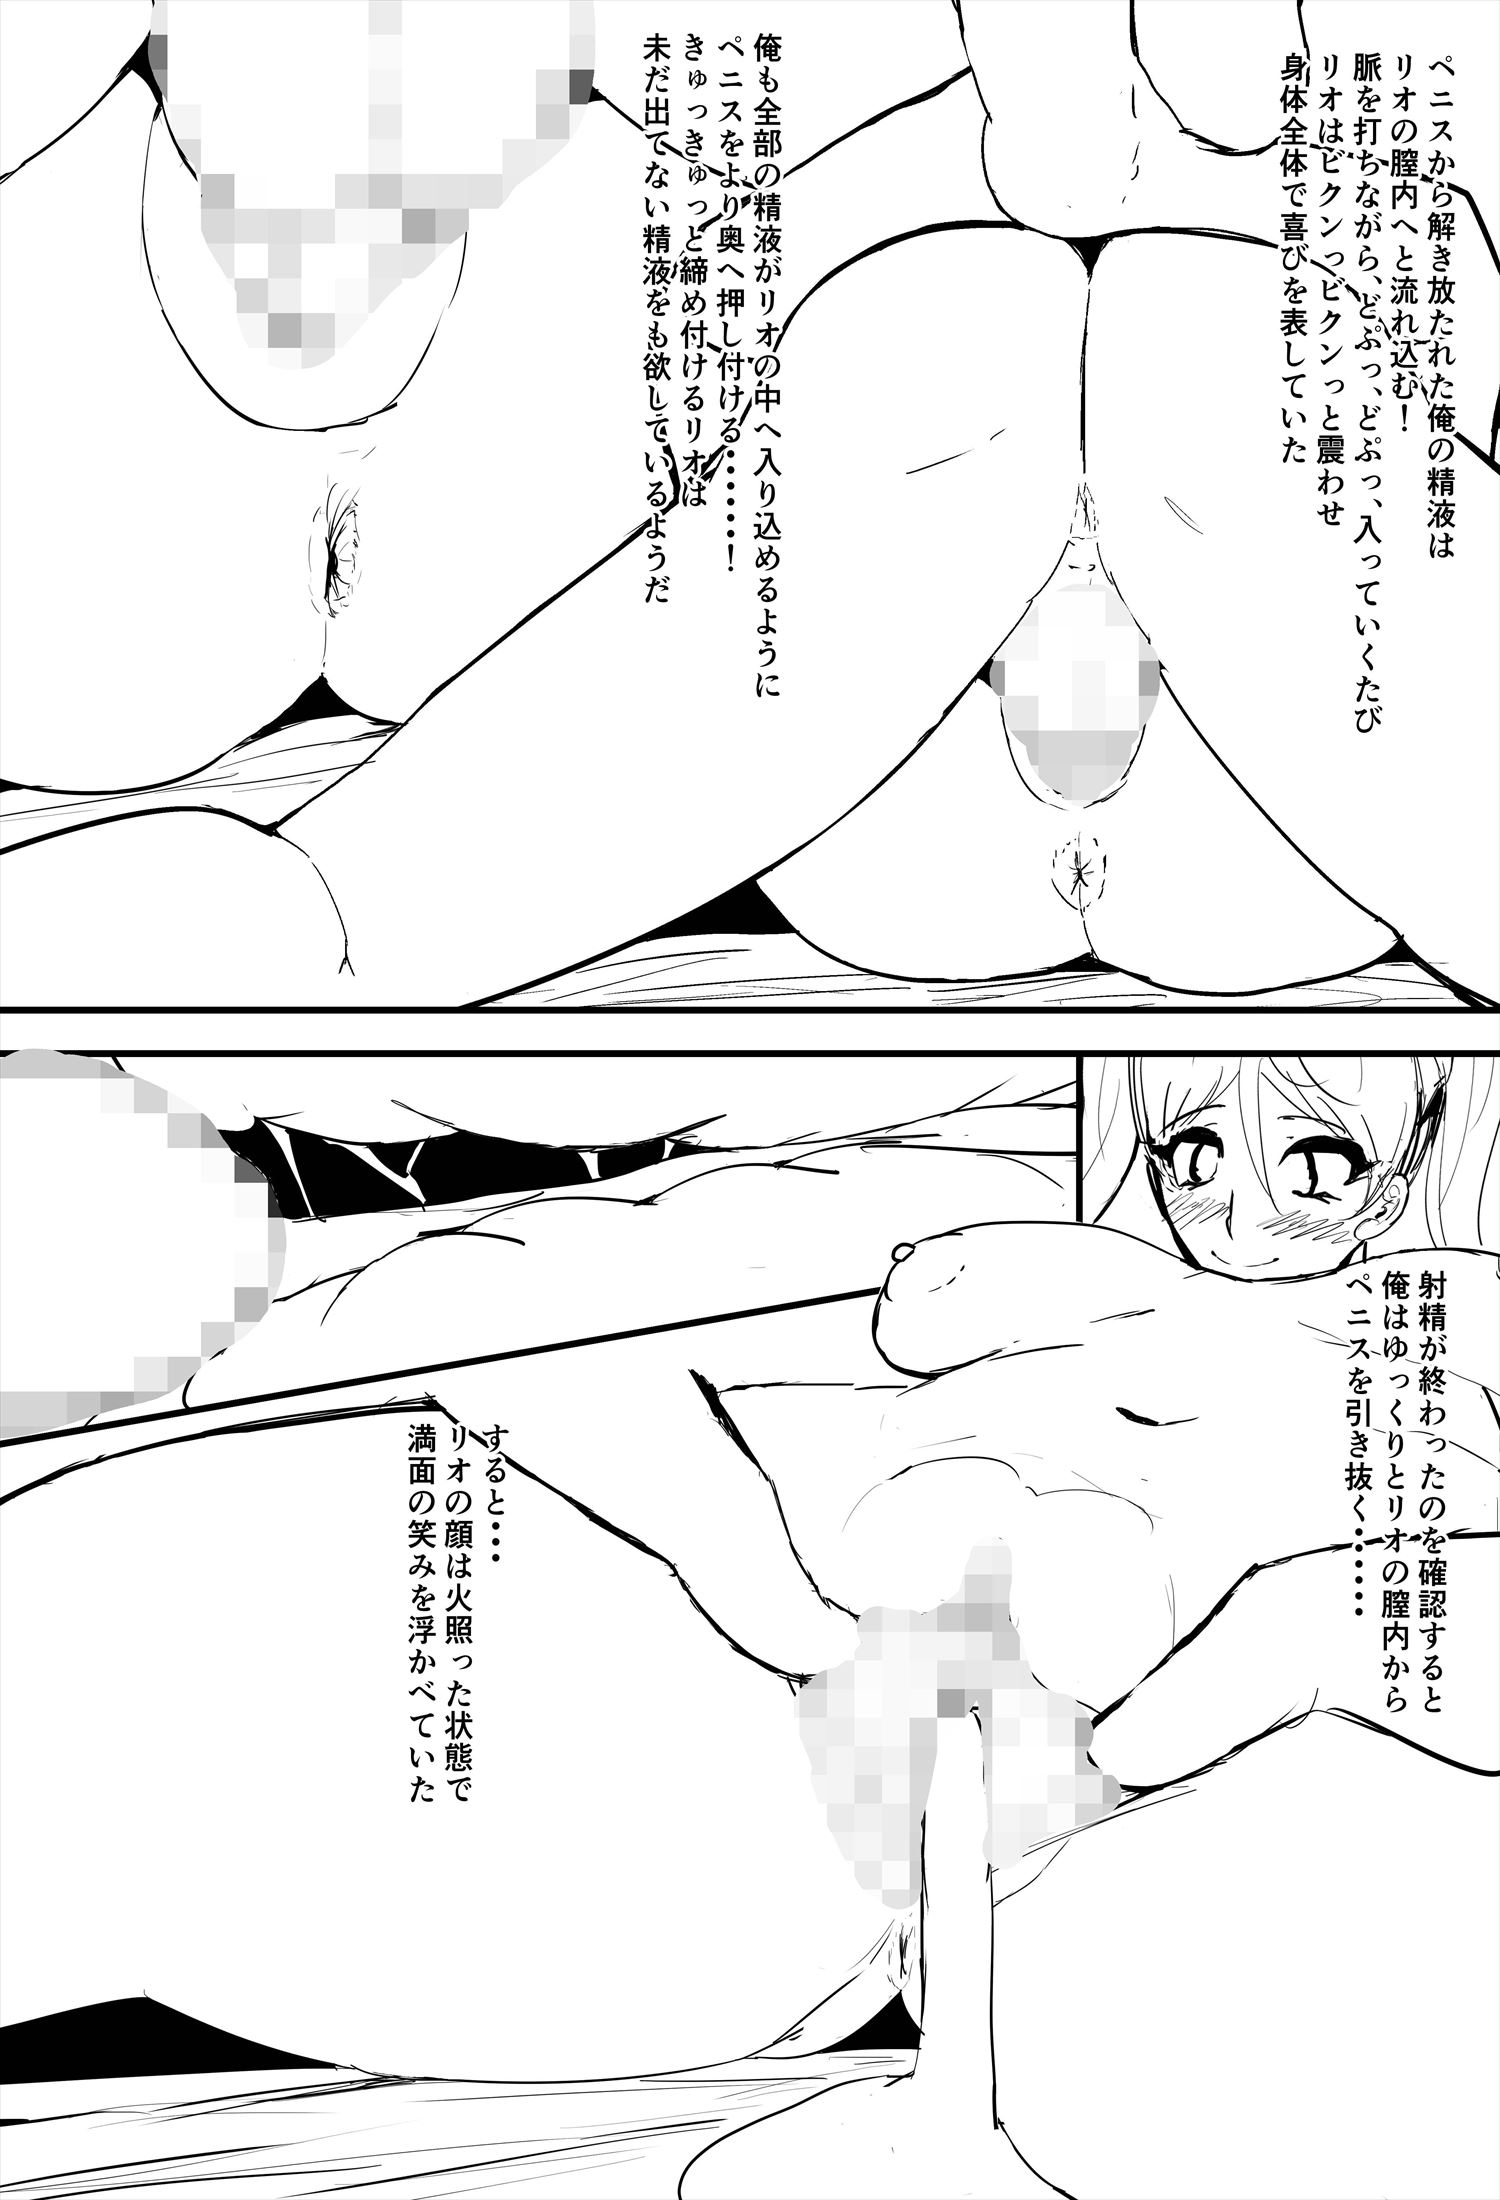 ペニスから解き放たれた俺の精液は
リオの膣内へと流れ込む！
脈を打ちながら、どぷっ、どぷっ、入っていくたび
リオはビクンっビクンっと震わせ
身体全体で喜びを表していた
俺も全部の精液がリオの中へ入り込めるように
ペニスをより奥へ押し付ける・・・・・・！
きゅっきゅっと締め付けるリオは
未だ出てない精液をも欲しているようだ
射精が終わったのを確認すると
俺はゆっくりとリオの膣内から
ペニスを引き抜く・・・・・・
すると・・・
リオの顔は火照った状態で
満面の笑みを浮かべていた